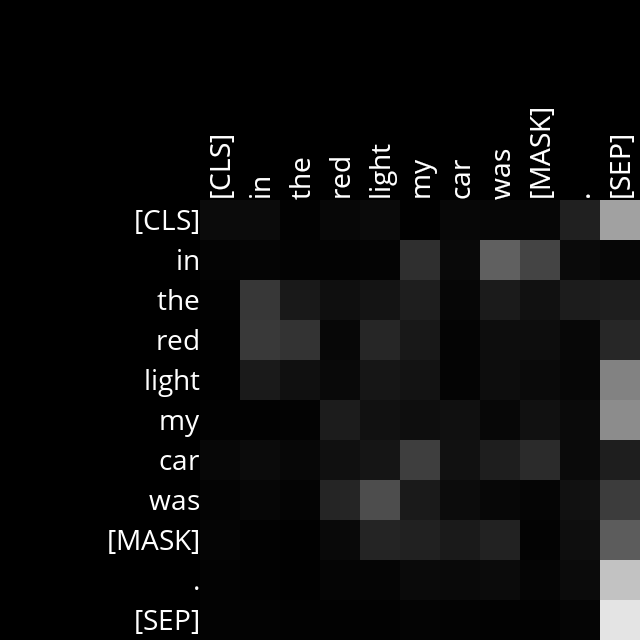 [CLS] in the red light my car was [MASK] . [SEP]
[CLS]
in
the
red
light
my
car
was
[MASK]
.
[SEP]